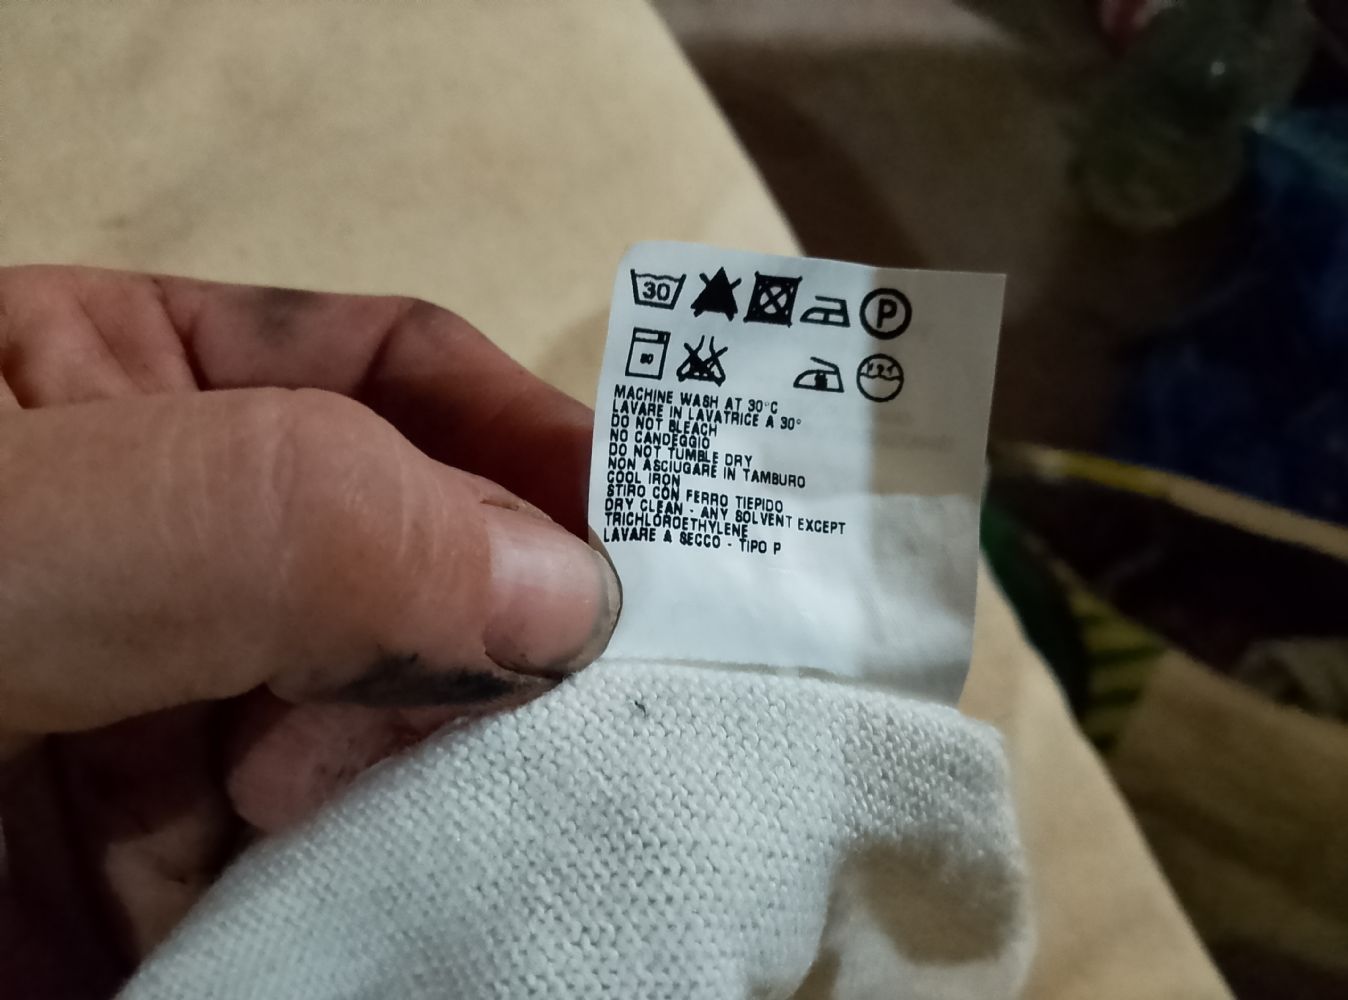 30
P
MACHINE WASH AT 30°C
LAVARE IN LAVATRICE A 30°
DO NOT BLEACH
NO CANDEGGIO
DO NOT TUMBLE DRY
NON ASCIUGARE IN TAMBURO
COOL IRON
STIRO CON FERRO TIEPIDO
DRY CLEAN - ANY SOLVENT EXCEPT
TRICHLOROETHYLENE
LAVARE A SECCO - TIPO P